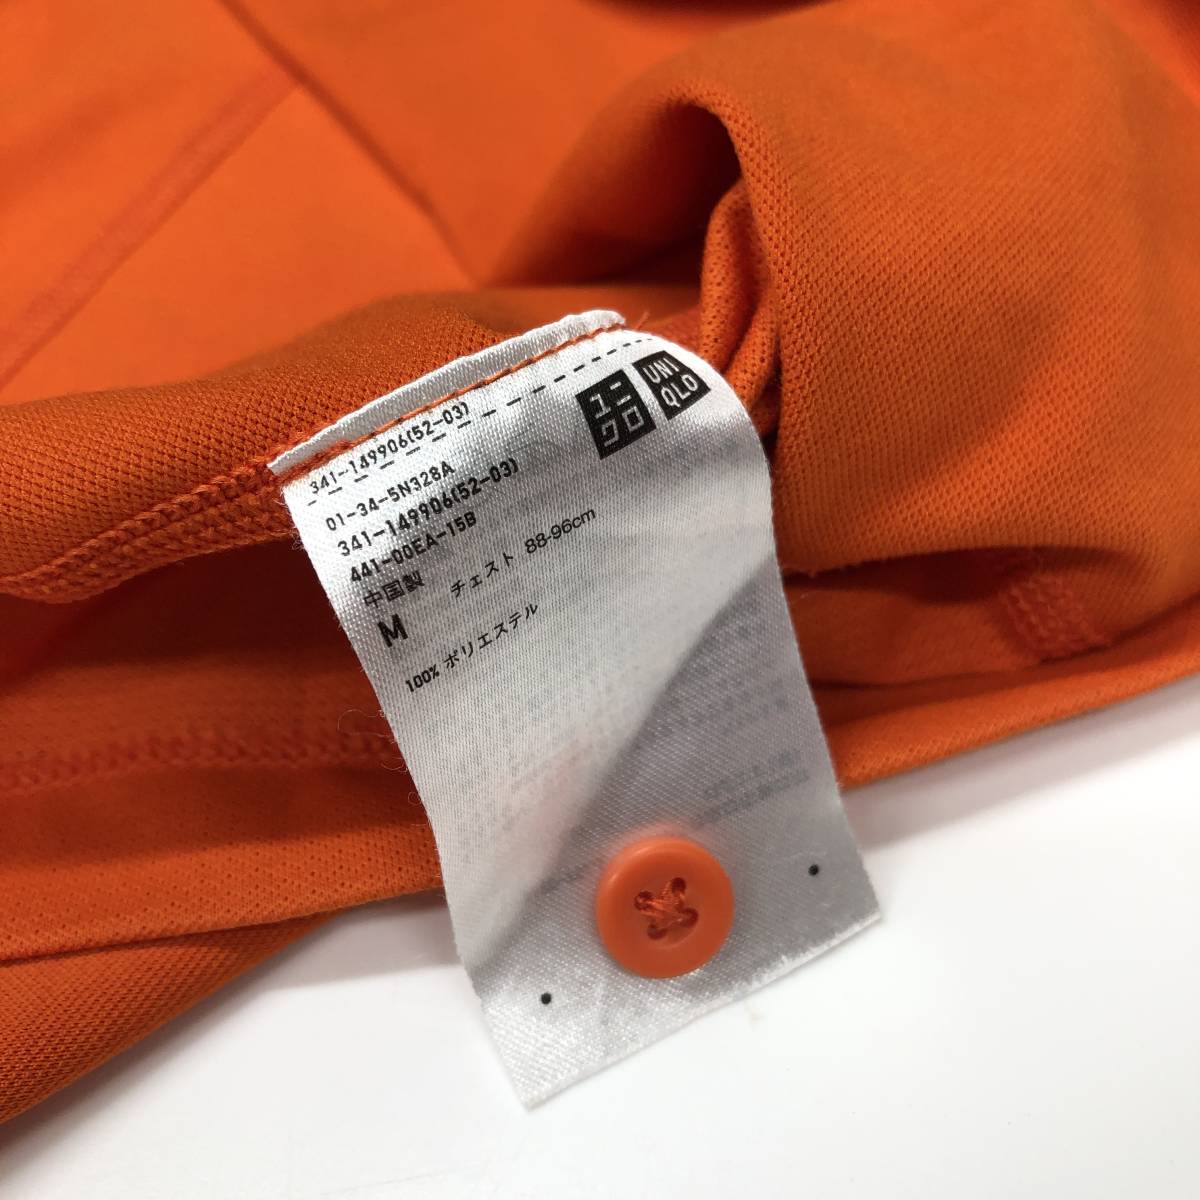 ユニクロ
UNI
QLO
341-149906(52-03)
01-34-5N328A
341-149906(52-03)
441-00EA-15B
中国製
M チェスト 88-96cm
100% ポリエステル